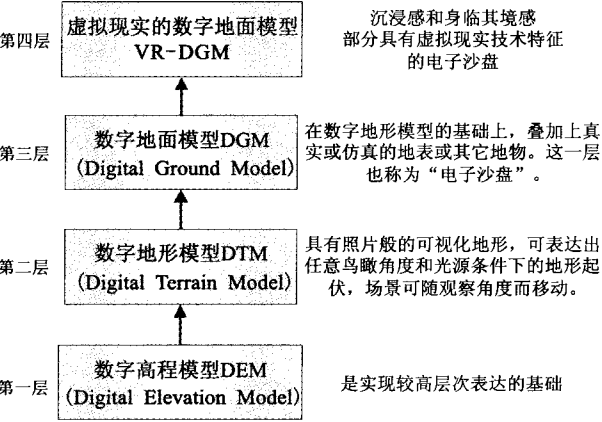 第四层
虚拟现实的数字地面模型
VR-DGM
沉浸感和身临其境感
部分具有虚拟现实技术特征
的电子沙盘
第三层
数字地面模型DGM
(Digital Ground Model)
在数字地形模型的基础上，叠加上真
实或仿真的地表或其它地物。这一层
也称为“电子沙盘”。
第二层
数字地形模型DTM
(Digital Terrain Model)
具有照片般的可视化地形，可表达出
任意鸟瞰角度和光源条件下的地形起
伏，场景可随观察角度而移动。
第一层
数字高程模型DEM
(Digital Elevation Model)
是实现较高层次表达的基础